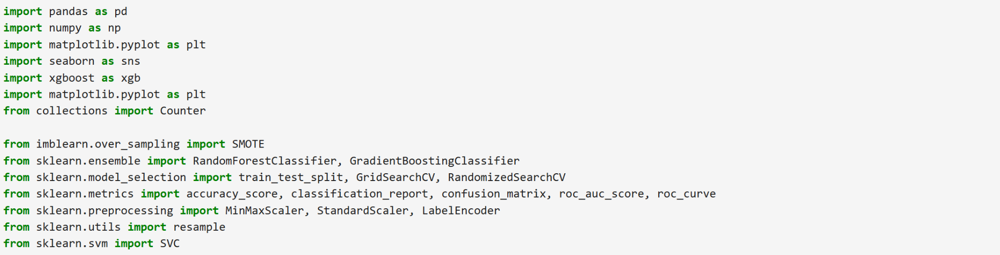 import pandas as pd
import numpy as np
import matplotlib.pyplot as plt
import seaborn as sns
import xgboost as xgb
import matplotlib.pyplot as plt
from collections import Counter

from imblearn.over_sampling import SMOTE
from sklearn.ensemble import RandomForestClassifier, GradientBoostingClassifier
from sklearn.model_selection import train_test_split, GridSearchCV, RandomizedSearchCV
from sklearn.metrics import accuracy_score, classification_report, confusion_matrix, roc_auc_score, roc_curve
from sklearn.preprocessing import MinMaxScaler, StandardScaler, LabelEncoder
from sklearn.utils import resample
from sklearn.svm import SVC